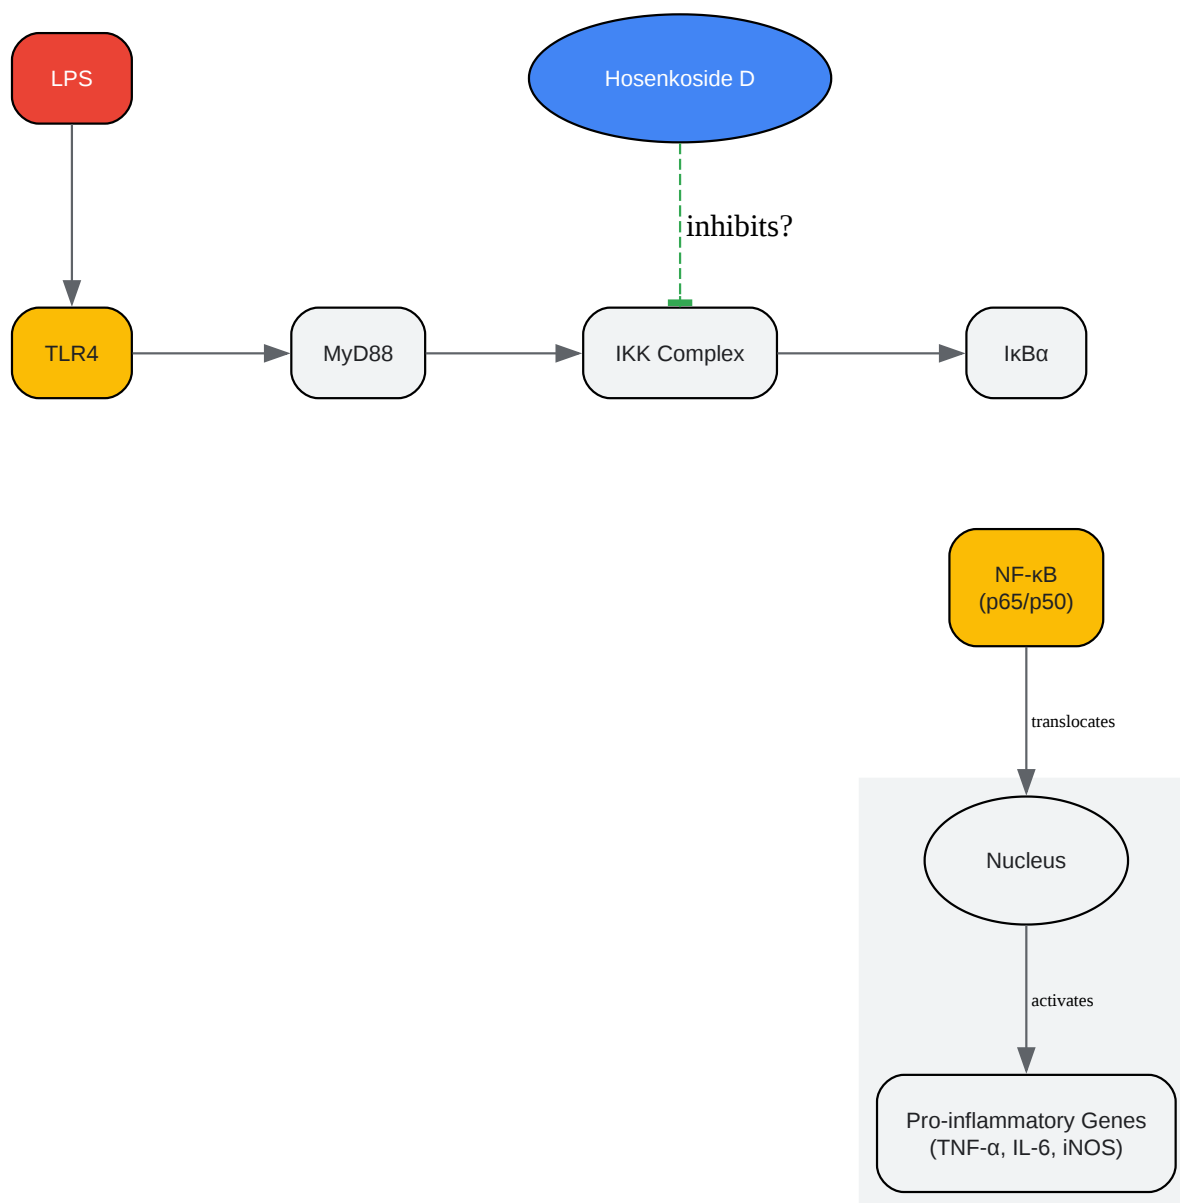 LPS
Hosenkoside D
inhibits?
TLR4
MyD88
IKK Complex
IκBα
NF-κB
(p65/p50)
translocates
Nucleus
activates
Pro-inflammatory Genes
(TNF-α, IL-6, iNOS)